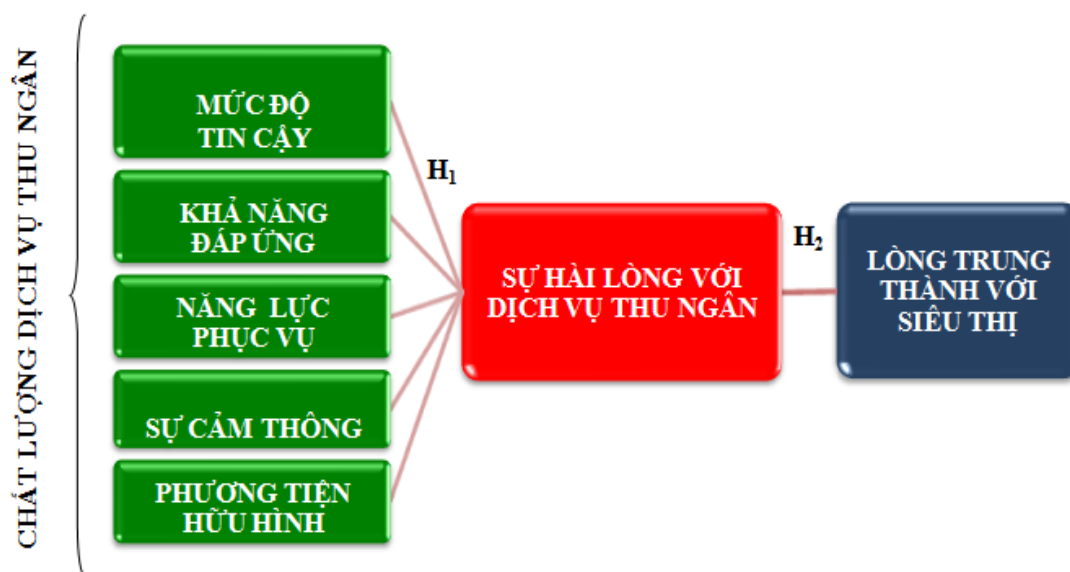 CHẤT LƯỢNG DỊCH VỤ THU NGÂN
MỨC ĐỘ
TIN CẬY
KHẢ NĂNG
ĐÁP ỨNG
NĂNG LỰC
PHỤC VỤ
SỰ CẢM THÔNG
PHƯƠNG TIỆN
HỮU HÌNH
H₁
SỰ HÀI LÒNG VỚI
DỊCH VỤ THU NGÂN
H₂
LÒNG TRUNG
THÀNH VỚI
SIÊU THỊ